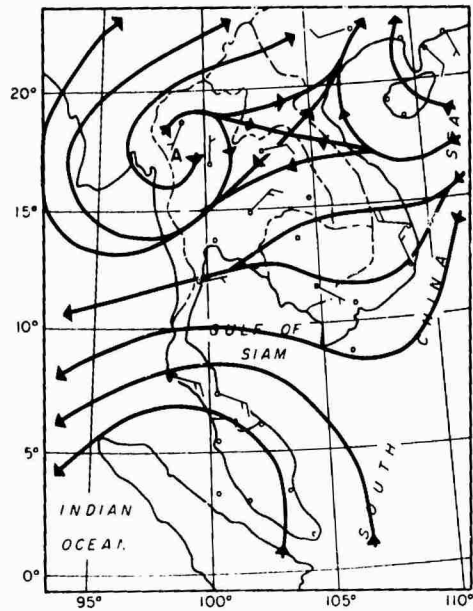 20°
A
15°
10°
5°
0°
95°
100°
105°
110°
GULF OF
SIAM
SOUTH
CHINA
SEA
INDIAN
OCEAN